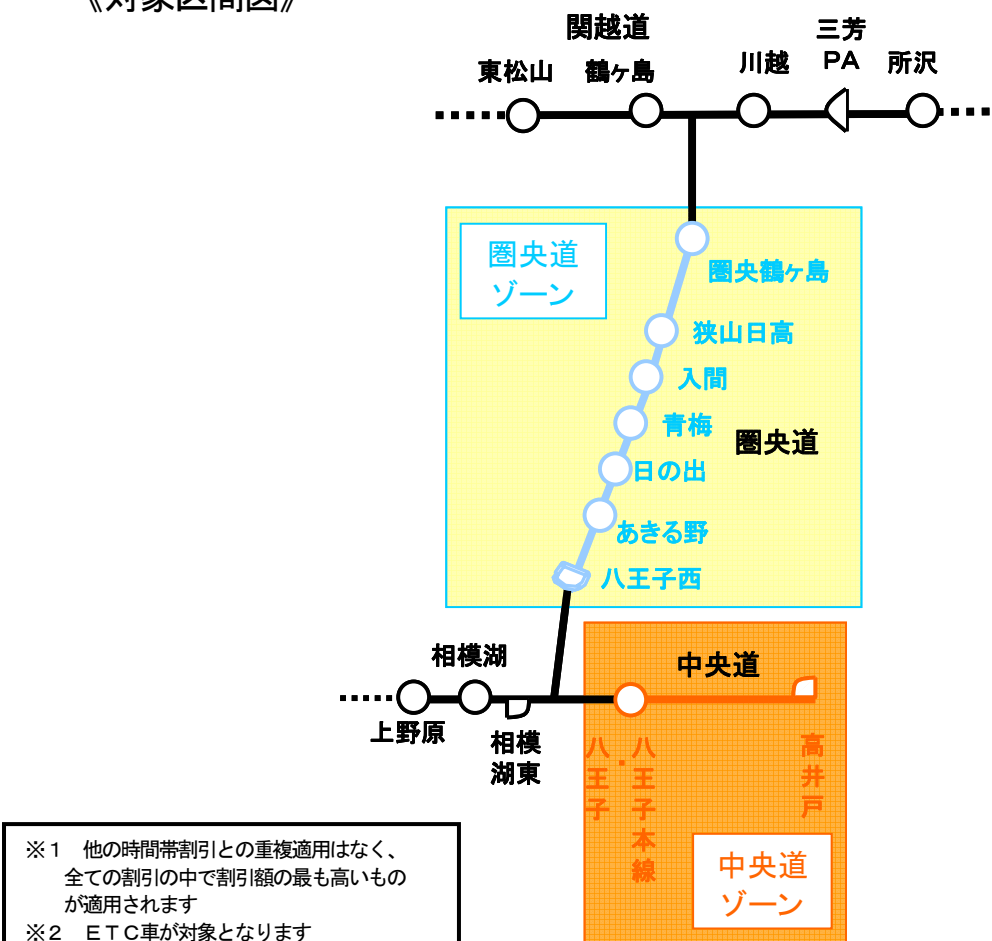 《対象区間図》
関越道
三芳
PA
東松山
鶴ヶ島
川越
所沢
圏央道
ゾーン
圏央鶴ヶ島
狭山日高
入間
青梅
圏央道
日の出
あきる野
八王子西
相模湖
中央道
上野原
相模
湖東
八王子・八王子本線
高井戸
中央道
ゾーン
※1 他の時間帯割引との重複適用はなく、
全ての割引の中で割引額の最も高いもの
が適用されます
※2 ETC車が対象となります